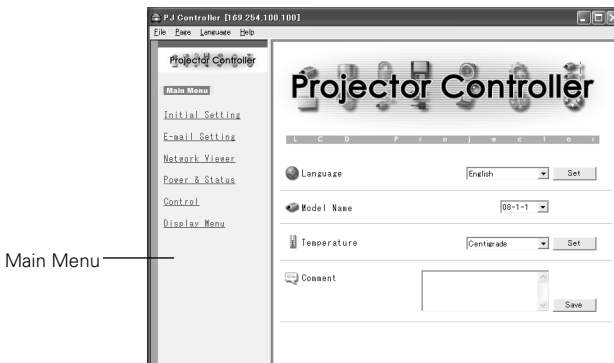 PJ Controller [169.254.100.100]
File Page Language Help
Projector Controller
Main Menu
Initial Setting
E-mail Setting
Network Viewer
Power & Status
Control
Display Menu
Projector Controller
LCD Projector
Language English Set
Model Name 08-1-1
Temperature Centigrade Set
Comment
Save
Main Menu